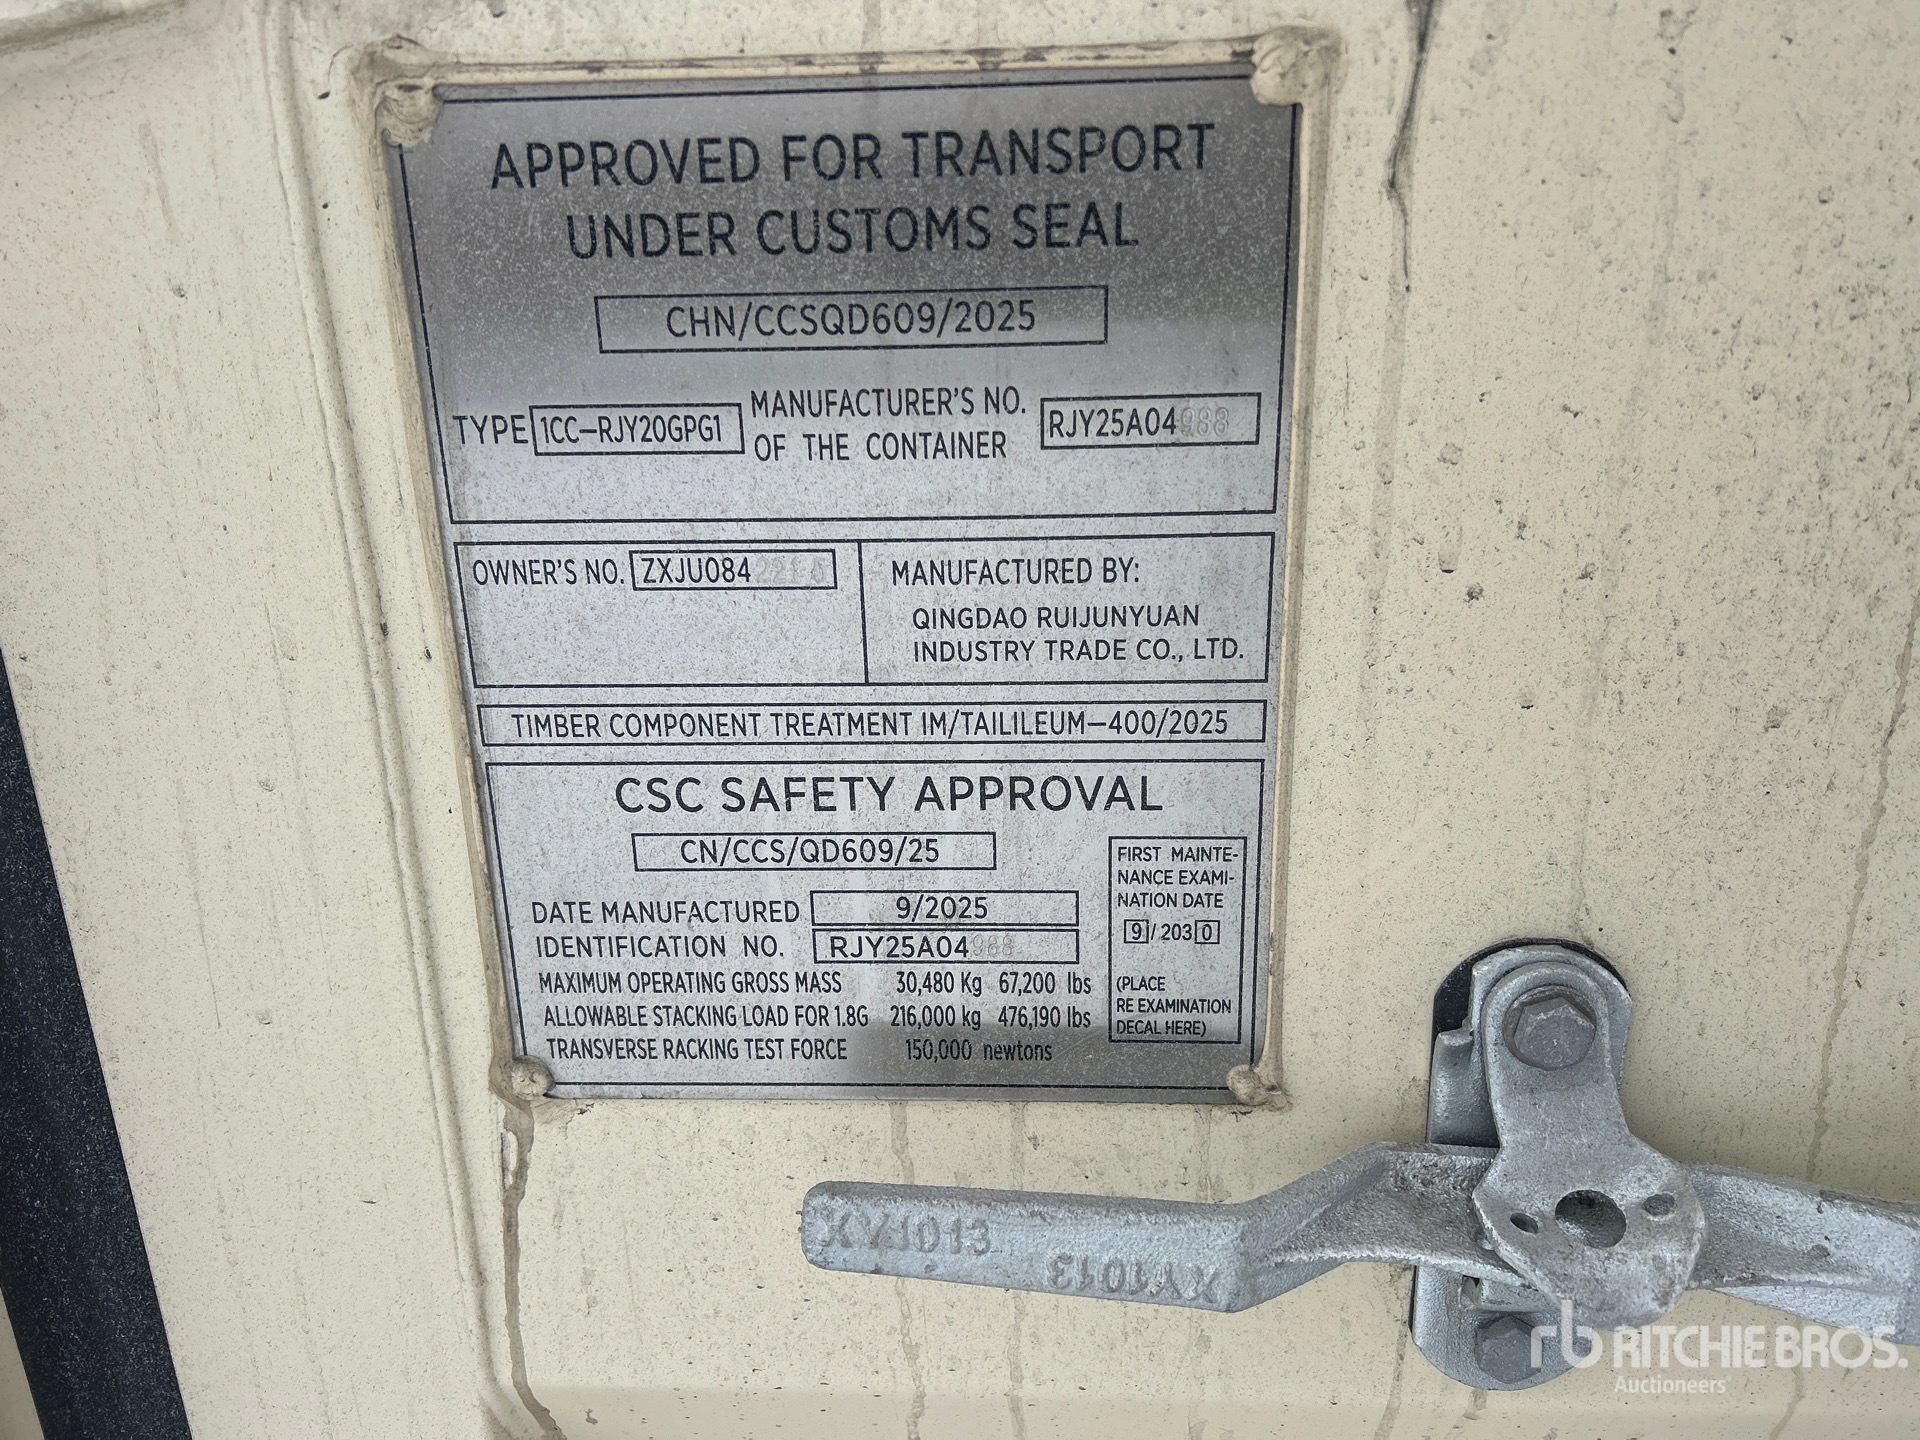 APPROVED FOR TRANSPORT
UNDER CUSTOMS SEAL
CHN/CCSQD609/2025
TYPE 1CC-RJY20GPG1 MANUFACTURER'S NO. OF THE CONTAINER RJY25A04988
OWNER'S NO. ZXJU084
MANUFACTURED BY:
QINGDAO RUIJUNYUAN
INDUSTRY TRADE CO., LTD.
TIMBER COMPONENT TREATMENT IM/TAILILEUM-400/2025
CSC SAFETY APPROVAL
CN/CCS/QD609/25
DATE MANUFACTURED 9/2025
IDENTIFICATION NO. RJY25A04988
MAXIMUM OPERATING GROSS MASS 30,480 Kg 67,200 lbs
ALLOWABLE STACKING LOAD FOR 1.8G 216,000 kg 476,190 lbs
TRANSVERSE RACKING TEST FORCE 150,000 newtons
FIRST MAINTE-
NANCE EXAMI-
NATION DATE
9/2030
(PLACE
RE EXAMINATION
DECAL HERE)
XY1013
XY1013
rb RITCHIE BROS.
Auctioneers